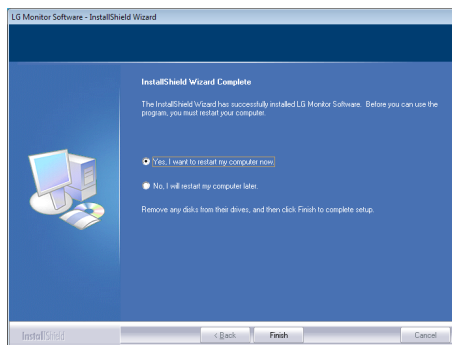 LG Monitor Software - InstallShield Wizard
InstallShield Wizard Complete
The InstallShield Wizard has successfully installed LG Monitor Software. Before you can use the
program, you must restart your computer.
Yes, I want to restart my computer now.
No, I will restart my computer later.
Remove any disks from their drives, and then click Finish to complete setup.
InstallShield
< Back Finish Cancel